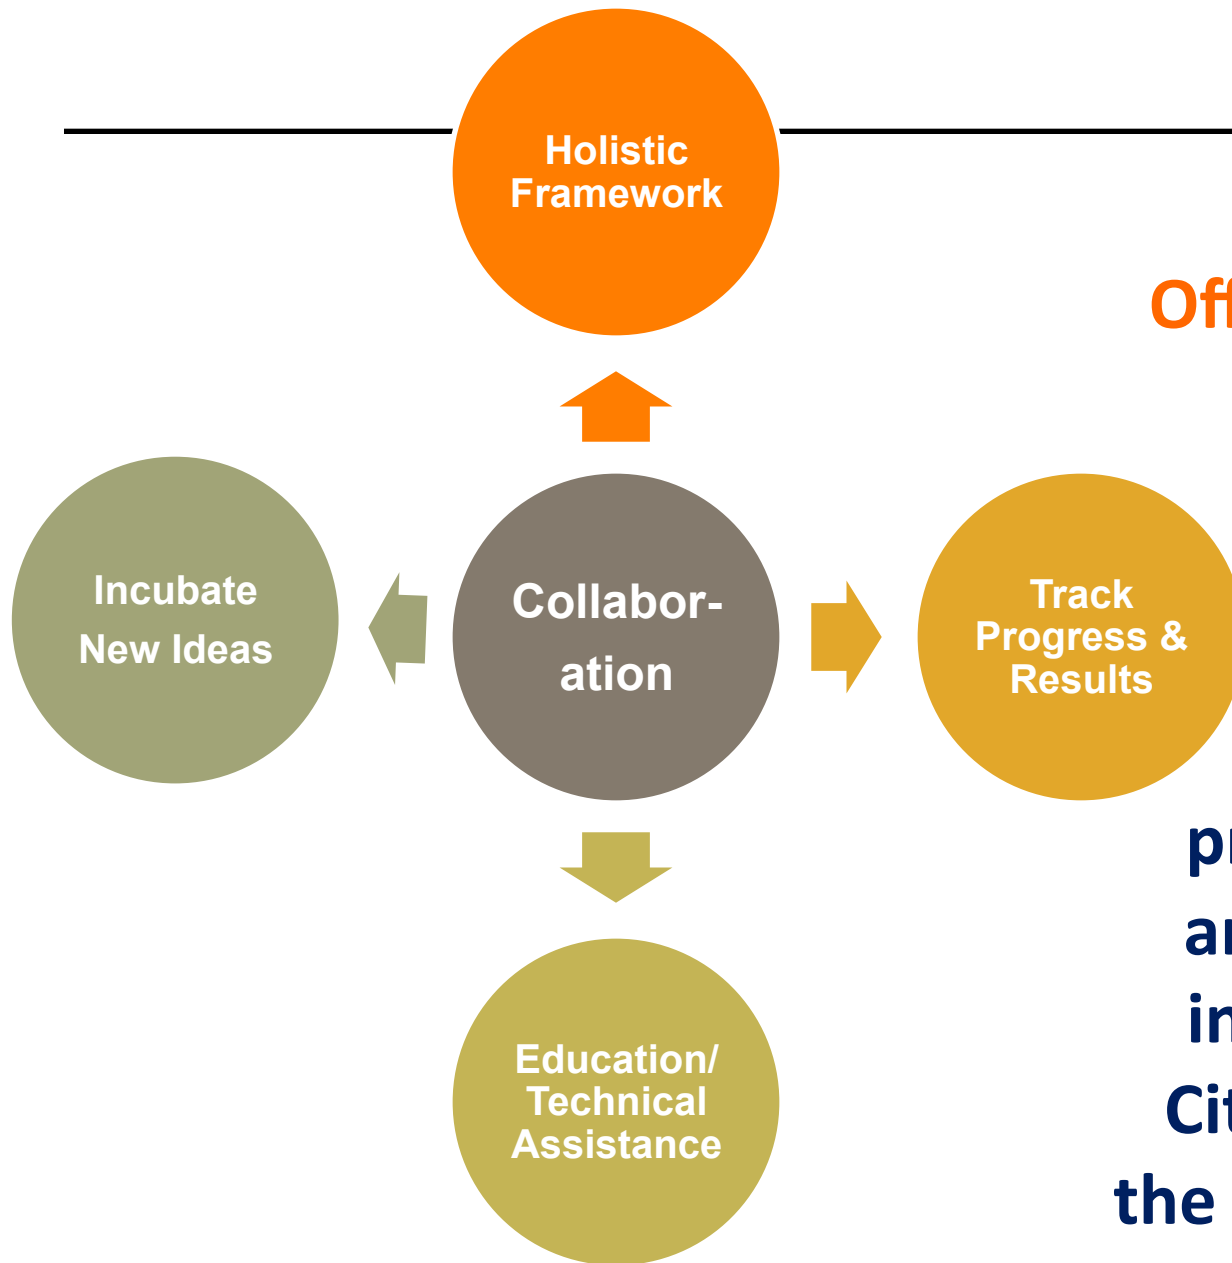 Holistic
Framework
Incubate
New Ideas
Collabor-
ation
Track
Progress &
Results
Education/
Technical
Assistance
the